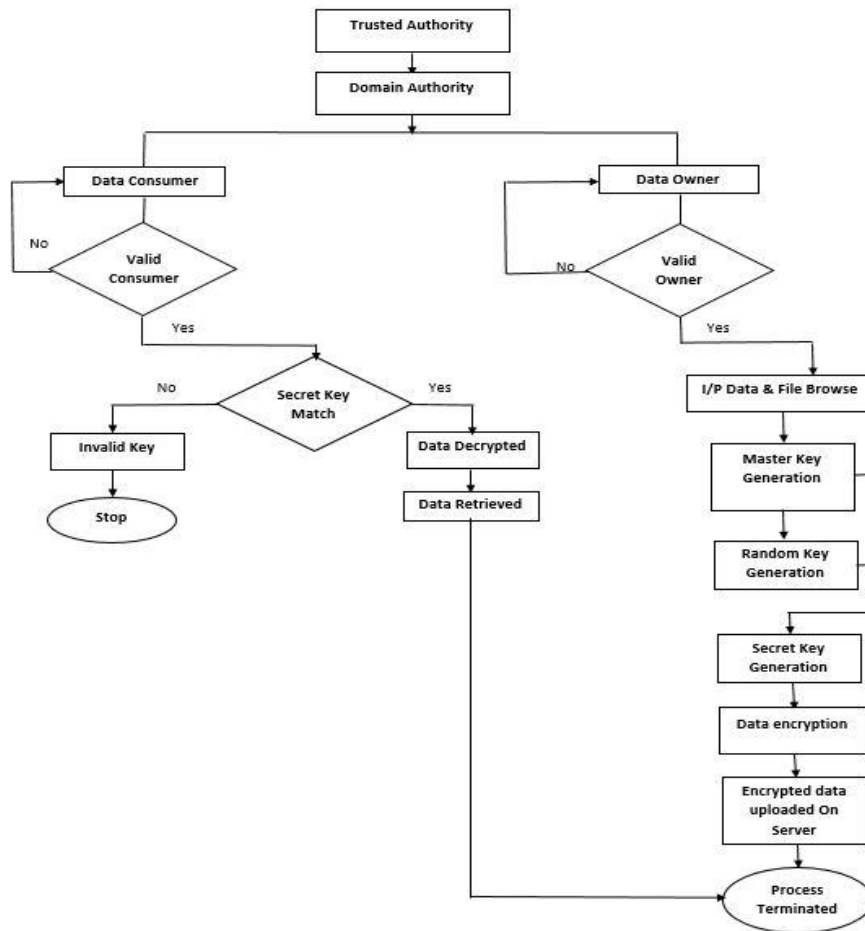 Trusted Authority
Domain Authority
Data Consumer
Data Owner
No
Valid
Consumer
No
Valid
Owner
Yes
Yes
No
Secret Key
Match
Yes
I/P Data & File Browse
Invalid Key
Data Decrypted
Master Key
Generation
Stop
Data Retrieved
Random Key
Generation
Secret Key
Generation
Data encryption
Encrypted data
uploaded On
Server
Process
Terminated